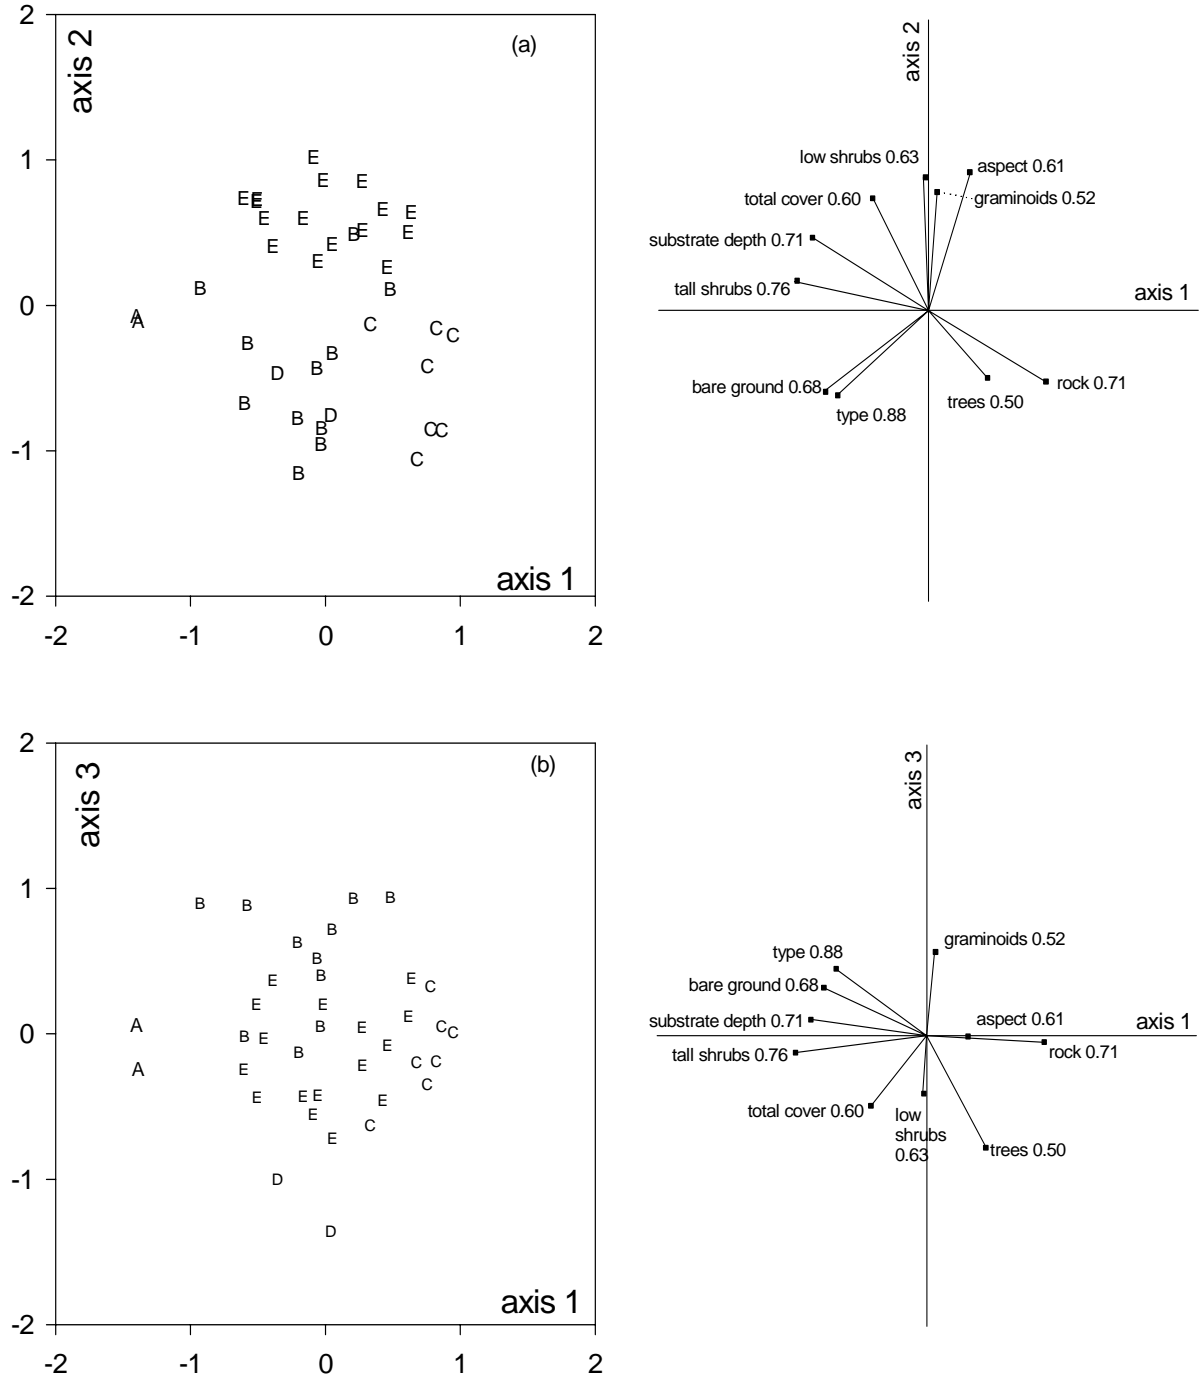 2
axis 2
(a)
E
E
E
E
E
E
E
E
E
E
E
E
B
E
E
E
E
E
E
1
B
B
0
A
A
C
C
C
B
B
B
C
D
B
B
D
B
C
C
B
C
B
-1
axis 1
-2
-2
-1
0
1
2
axis 2
low shrubs 0.63
aspect 0.61
total cover 0.60
graminoids 0.52
substrate depth 0.71
tall shrubs 0.76
axis 1
bare ground 0.68
rock 0.71
type 0.88
trees 0.50
2
axis 3
(b)
1
B
B
B
B
B
B
B
B
E
E
C
E
E
E
0
A
B
B
E
C
C
B
E
E
B
E
C
C
A
E
E
C
E
E
E
E
E
C
E
-1
D
D
axis 1
-2
-2
-1
0
1
2
axis 3
graminoids 0.52
type 0.88
bare ground 0.68
substrate depth 0.71
aspect 0.61
axis 1
tall shrubs 0.76
rock 0.71
total cover 0.60
low
shrubs
0.63
trees 0.50